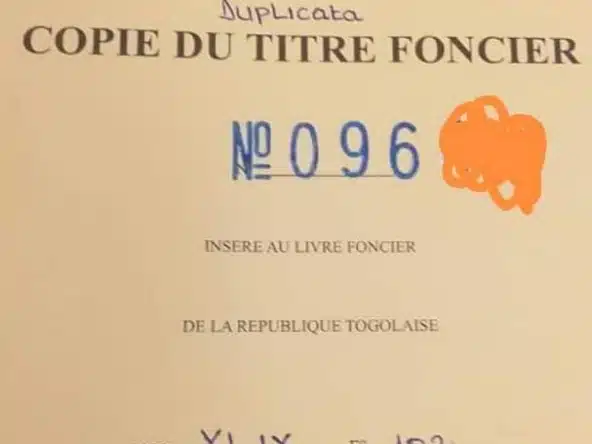 Duplicata
COPIE DU TITRE FONCIER
Nº 096
INSERE AU LIVRE FONCIER
DE LA REPUBLIQUE TOGOLAISE